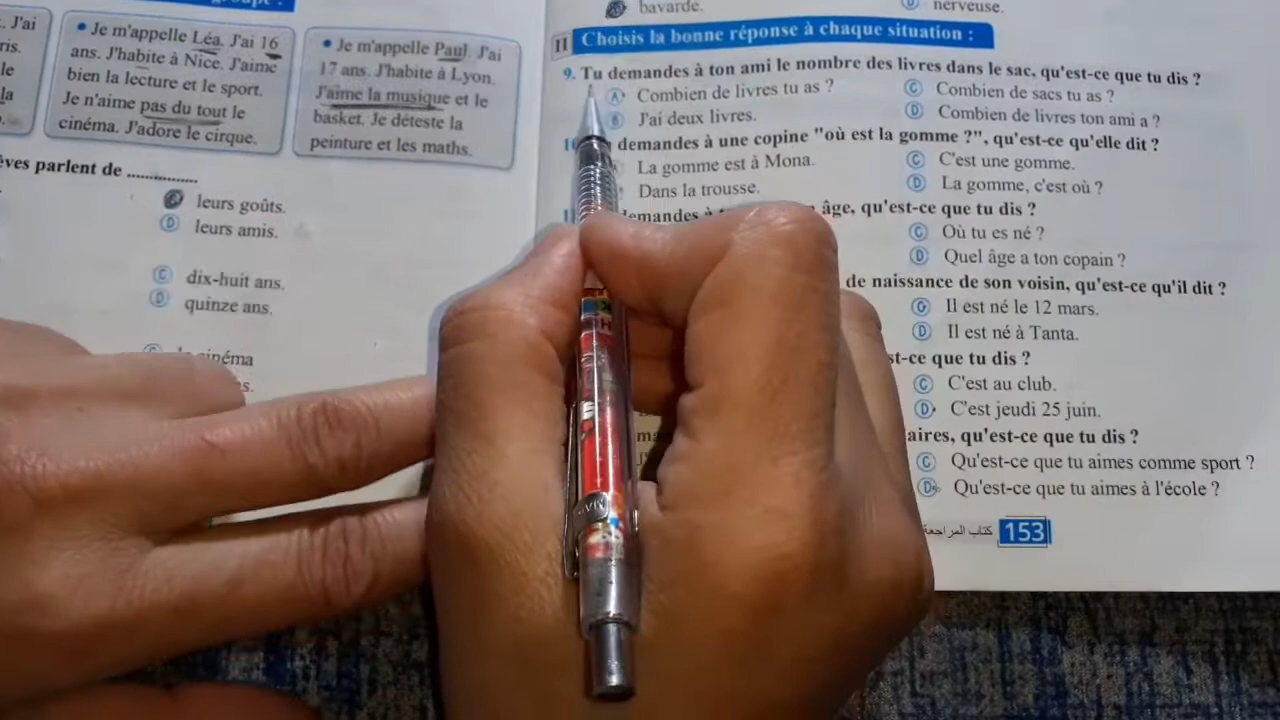 groupe :
. J'ai
ris.
le
la
• Je m'appelle Léa. J'ai 16
ans. J'habite à Nice. J'aime
bien la lecture et le sport.
Je n'aime pas du tout le
cinéma. J'adore le cirque.
• Je m'appelle Paul. J'ai
17 ans. J'habite à Lyon.
J'aime la musique et le
basket. Je déteste la
peinture et les maths.
èves parlent de ...............
leurs goûts.
D leurs amis.
C dix-huit ans.
D quinze ans.
cinéma
bavarde.
D nerveuse.
II Choisis la bonne réponse à chaque situation :
9. Tu demandes à ton ami le nombre des livres dans le sac, qu'est-ce que tu dis ?
A Combien de livres tu as ?
C Combien de sacs tu as ?
B J'ai deux livres.
D Combien de livres ton ami a ?
demandes à une copine "où est la gomme ?", qu'est-ce qu'elle dit ?
La gomme est à Mona.
C C'est une gomme.
Dans la trousse.
D La gomme, c'est où ?
demandes à
âge, qu'est-ce que tu dis ?
C Où tu es né ?
D Quel âge a ton copain ?
de naissance de son voisin, qu'est-ce qu'il dit ?
C Il est né le 12 mars.
D Il est né à Tanta.
st-ce que tu dis ?
C C'est au club.
D C'est jeudi 25 juin.
aires, qu'est-ce que tu dis ?
C Qu'est-ce que tu aimes comme sport ?
D Qu'est-ce que tu aimes à l'école ?
153 كتاب المراجعة